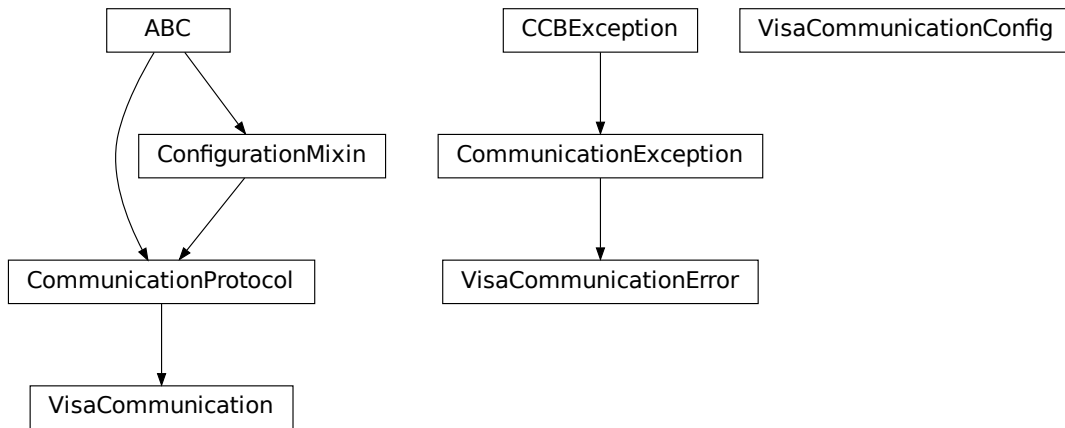 ABC
CCBException
VisaCommunicationConfig
ConfigurationMixin
CommunicationException
CommunicationProtocol
VisaCommunicationError
VisaCommunication